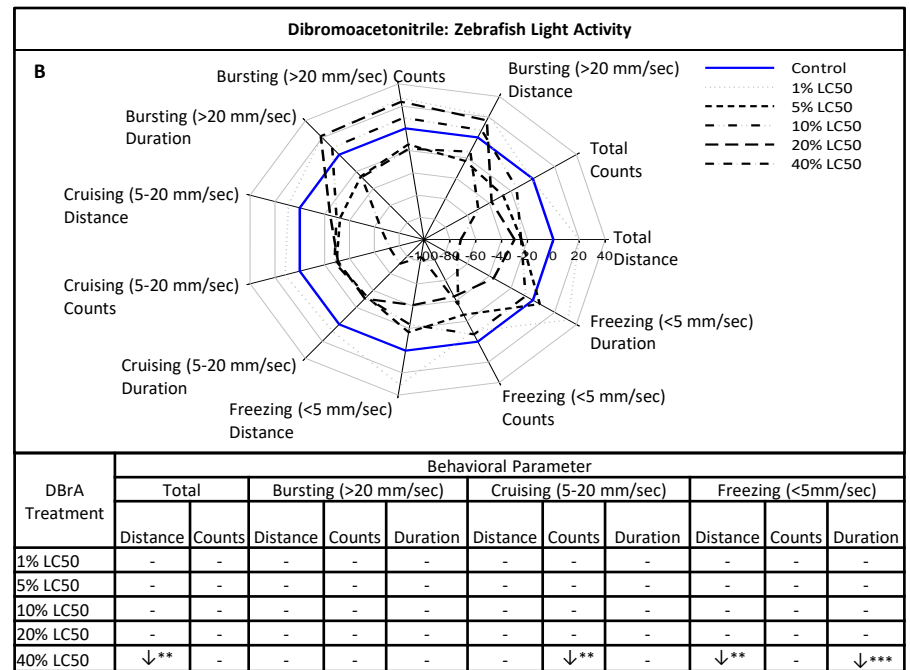 Dibromoacetonitrile: Zebrafish Light Activity
B
Bursting (>20 mm/sec) Counts
Bursting (>20 mm/sec)
Distance
Control
1% LC50
5% LC50
10% LC50
20% LC50
40% LC50
Bursting (>20 mm/sec)
Duration
Total
Counts
Cruising (5-20 mm/sec)
Distance
-100 -80 -60 -40 -20 0 20 40
Total
Distance
Cruising (5-20 mm/sec)
Counts
Freezing (<5 mm/sec)
Duration
Cruising (5-20 mm/sec)
Duration
Freezing (<5 mm/sec)
Counts
Freezing (<5 mm/sec)
Distance
DBrA
Treatment
Behavioral Parameter
Total Bursting (>20 mm/sec) Cruising (5-20 mm/sec) Freezing (<5mm/sec)
Distance Counts Distance Counts Duration Distance Counts Duration Distance Counts Duration
1% LC50 - - - - - - - - - - -
5% LC50 - - - - - - - - - - -
10% LC50 - - - - - - - - - - -
20% LC50 - - - - - - - - - - -
40% LC50 ↓** - - - - - ↓** - ↓** - ↓***